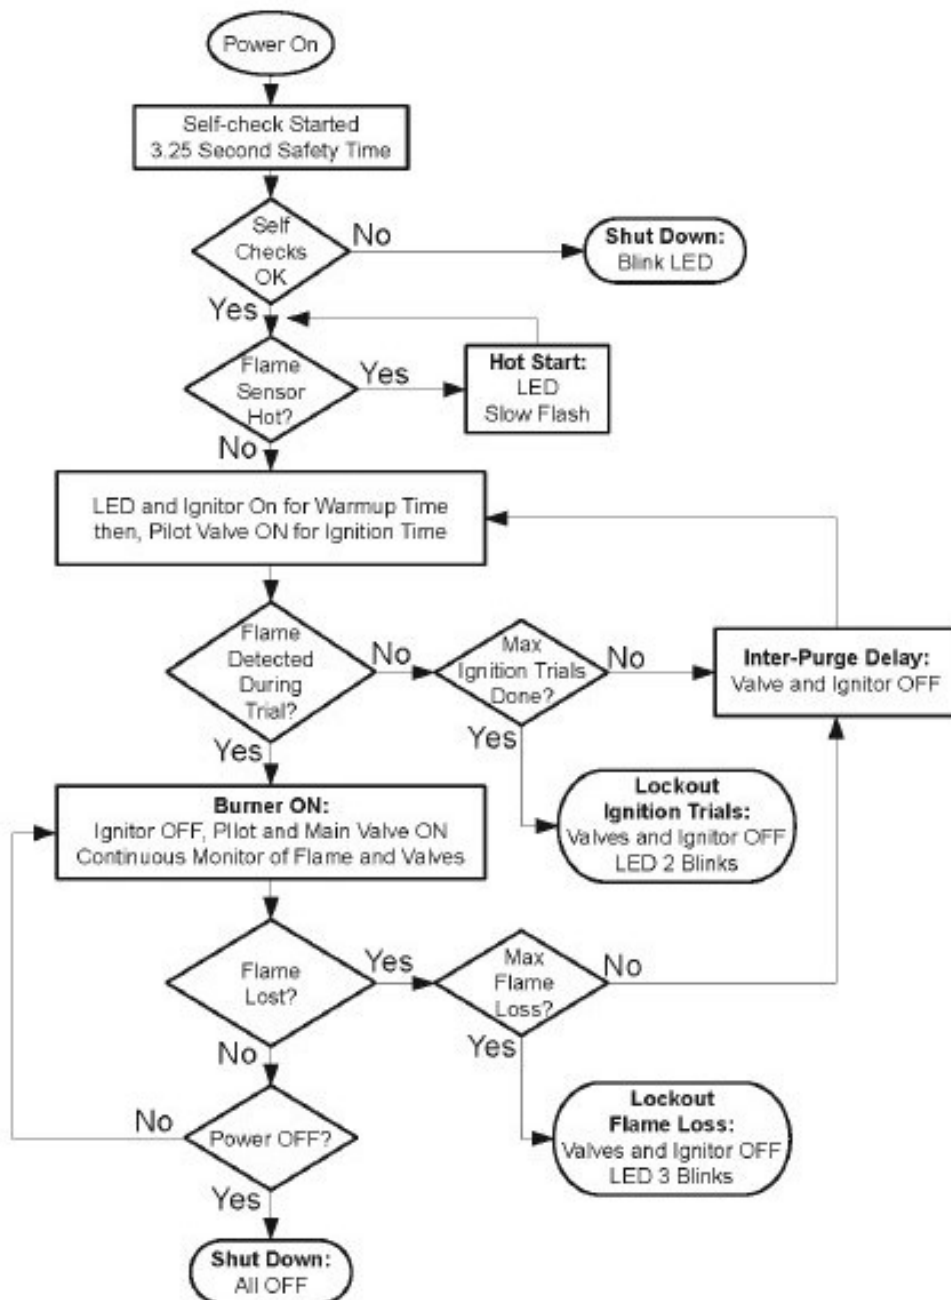 Power On
Self-check Started
3.25 Second Safety Time
Self
Checks
OK
No
Shut Down:
Blink LED
Yes
Flame
Sensor
Hot?
Yes
Hot Start:
LED
Slow Flash
No
LED and Ignitor On for Warmup Time
then, Pilot Valve ON for Ignition Time
Flame
Detected
During
Trial?
No
Max
Ignition Trials
Done?
No
Inter-Purge Delay:
Valve and Ignitor OFF
Yes
Yes
Lockout
Ignition Trials:
Valves and Ignitor OFF
LED 2 Blinks
Burner ON:
Ignitor OFF, Pilot and Main Valve ON
Continuous Monitor of Flame and Valves
Flame
Lost?
Yes
Max
Flame
Loss?
No
Yes
Lockout
Flame Loss:
Valves and Ignitor OFF
LED 3 Blinks
No
Power OFF?
No
Yes
Shut Down:
All OFF